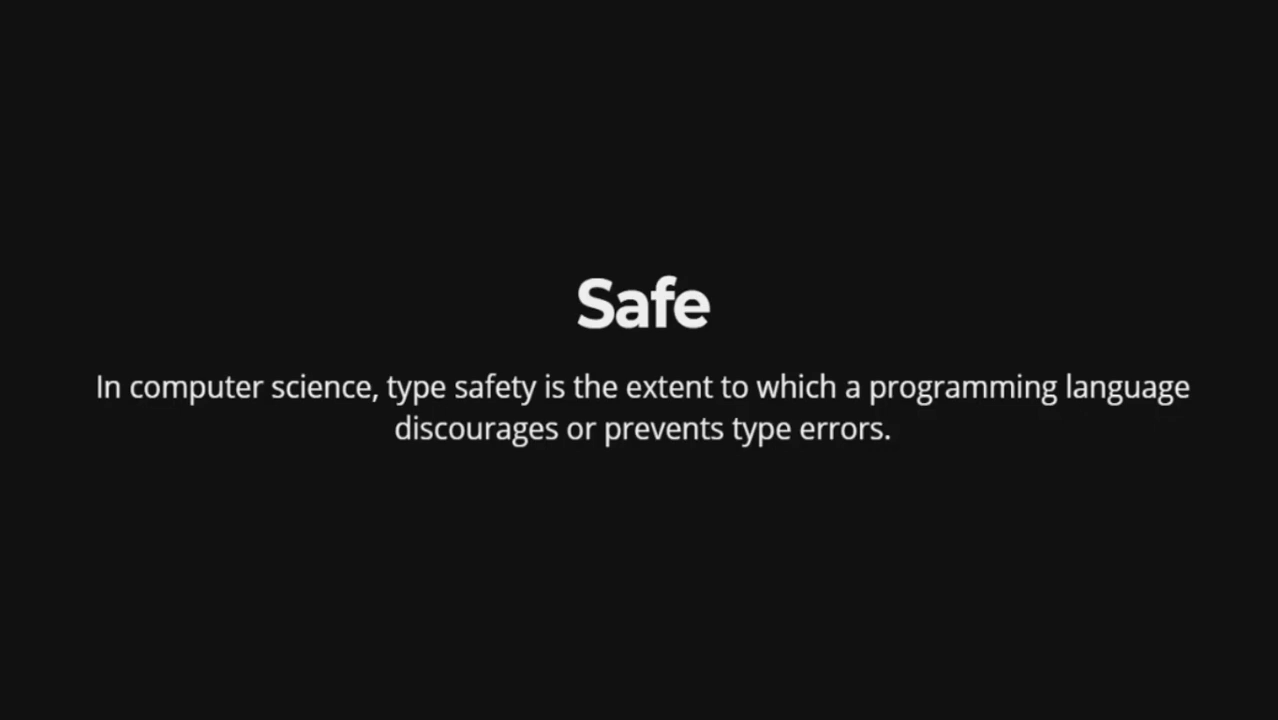 Safe
In computer science, type safety is the extent to which a programming language
discourages or prevents type errors.